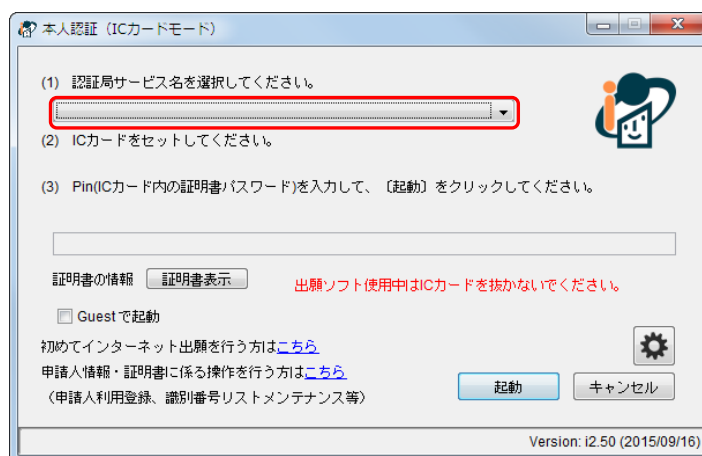 本人認証（ICカードモード）
(1) 認証局サービス名を選択してください。
(2) ICカードをセットしてください。
(3) Pin(ICカード内の証明書パスワード)を入力して、〔起動〕をクリックしてください。
証明書の情報 証明書表示 出願ソフト使用中はICカードを抜かないでください。
Guestで起動
初めてインターネット出願を行う方はこちら
申請人情報・証明書に係る操作を行う方はこちら
（申請人利用登録、識別番号リストメンテナンス等）
起動 キャンセル
Version: i2.50 (2015/09/16)